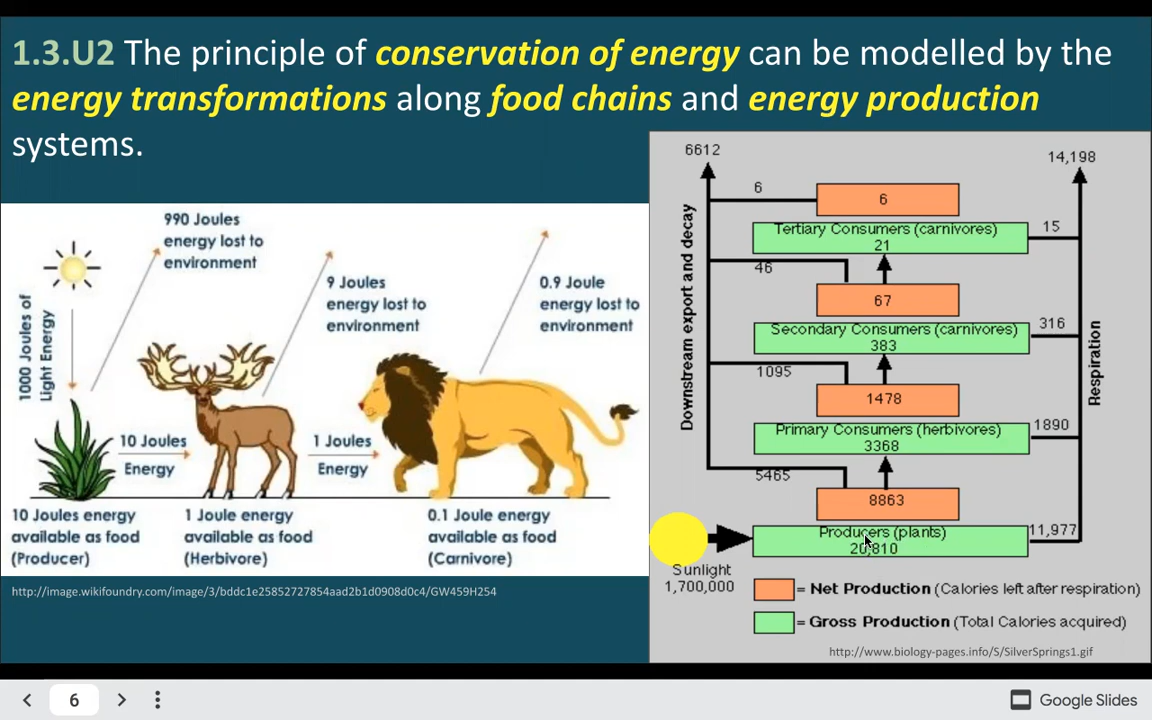 1.3.U2 The principle of conservation of energy can be modelled by the
energy transformations along food chains and energy production
systems.
990 Joules
energy lost to
environment
9 Joules
energy lost to
environment
0.9 Joule
energy lost to
environment
1000 Joules of
Light Energy
10 Joules
Energy
1 Joules
Energy
10 Joules energy
available as food
(Producer)
1 Joule energy
available as food
(Herbivore)
0.1 Joule energy
available as food
(Carnivore)
http://image.wikifoundry.com/image/3/bddc1e25852727854aad2b1d0908d0c4/GW459H254
6612
14,198
6
6
Tertiary Consumers (carnivores)
21
15
46
67
Secondary Consumers (carnivores)
383
316
1095
1478
Primary Consumers (herbivores)
3368
1890
5465
8863
Producers (plants)
20,810
11,977
Downstream export and decay
Respiration
Sunlight
1,700,000
= Net Production (Calories left after respiration)
= Gross Production (Total Calories acquired)
http://www.biology-pages.info/S/SilverSprings1.gif
6
Google Slides